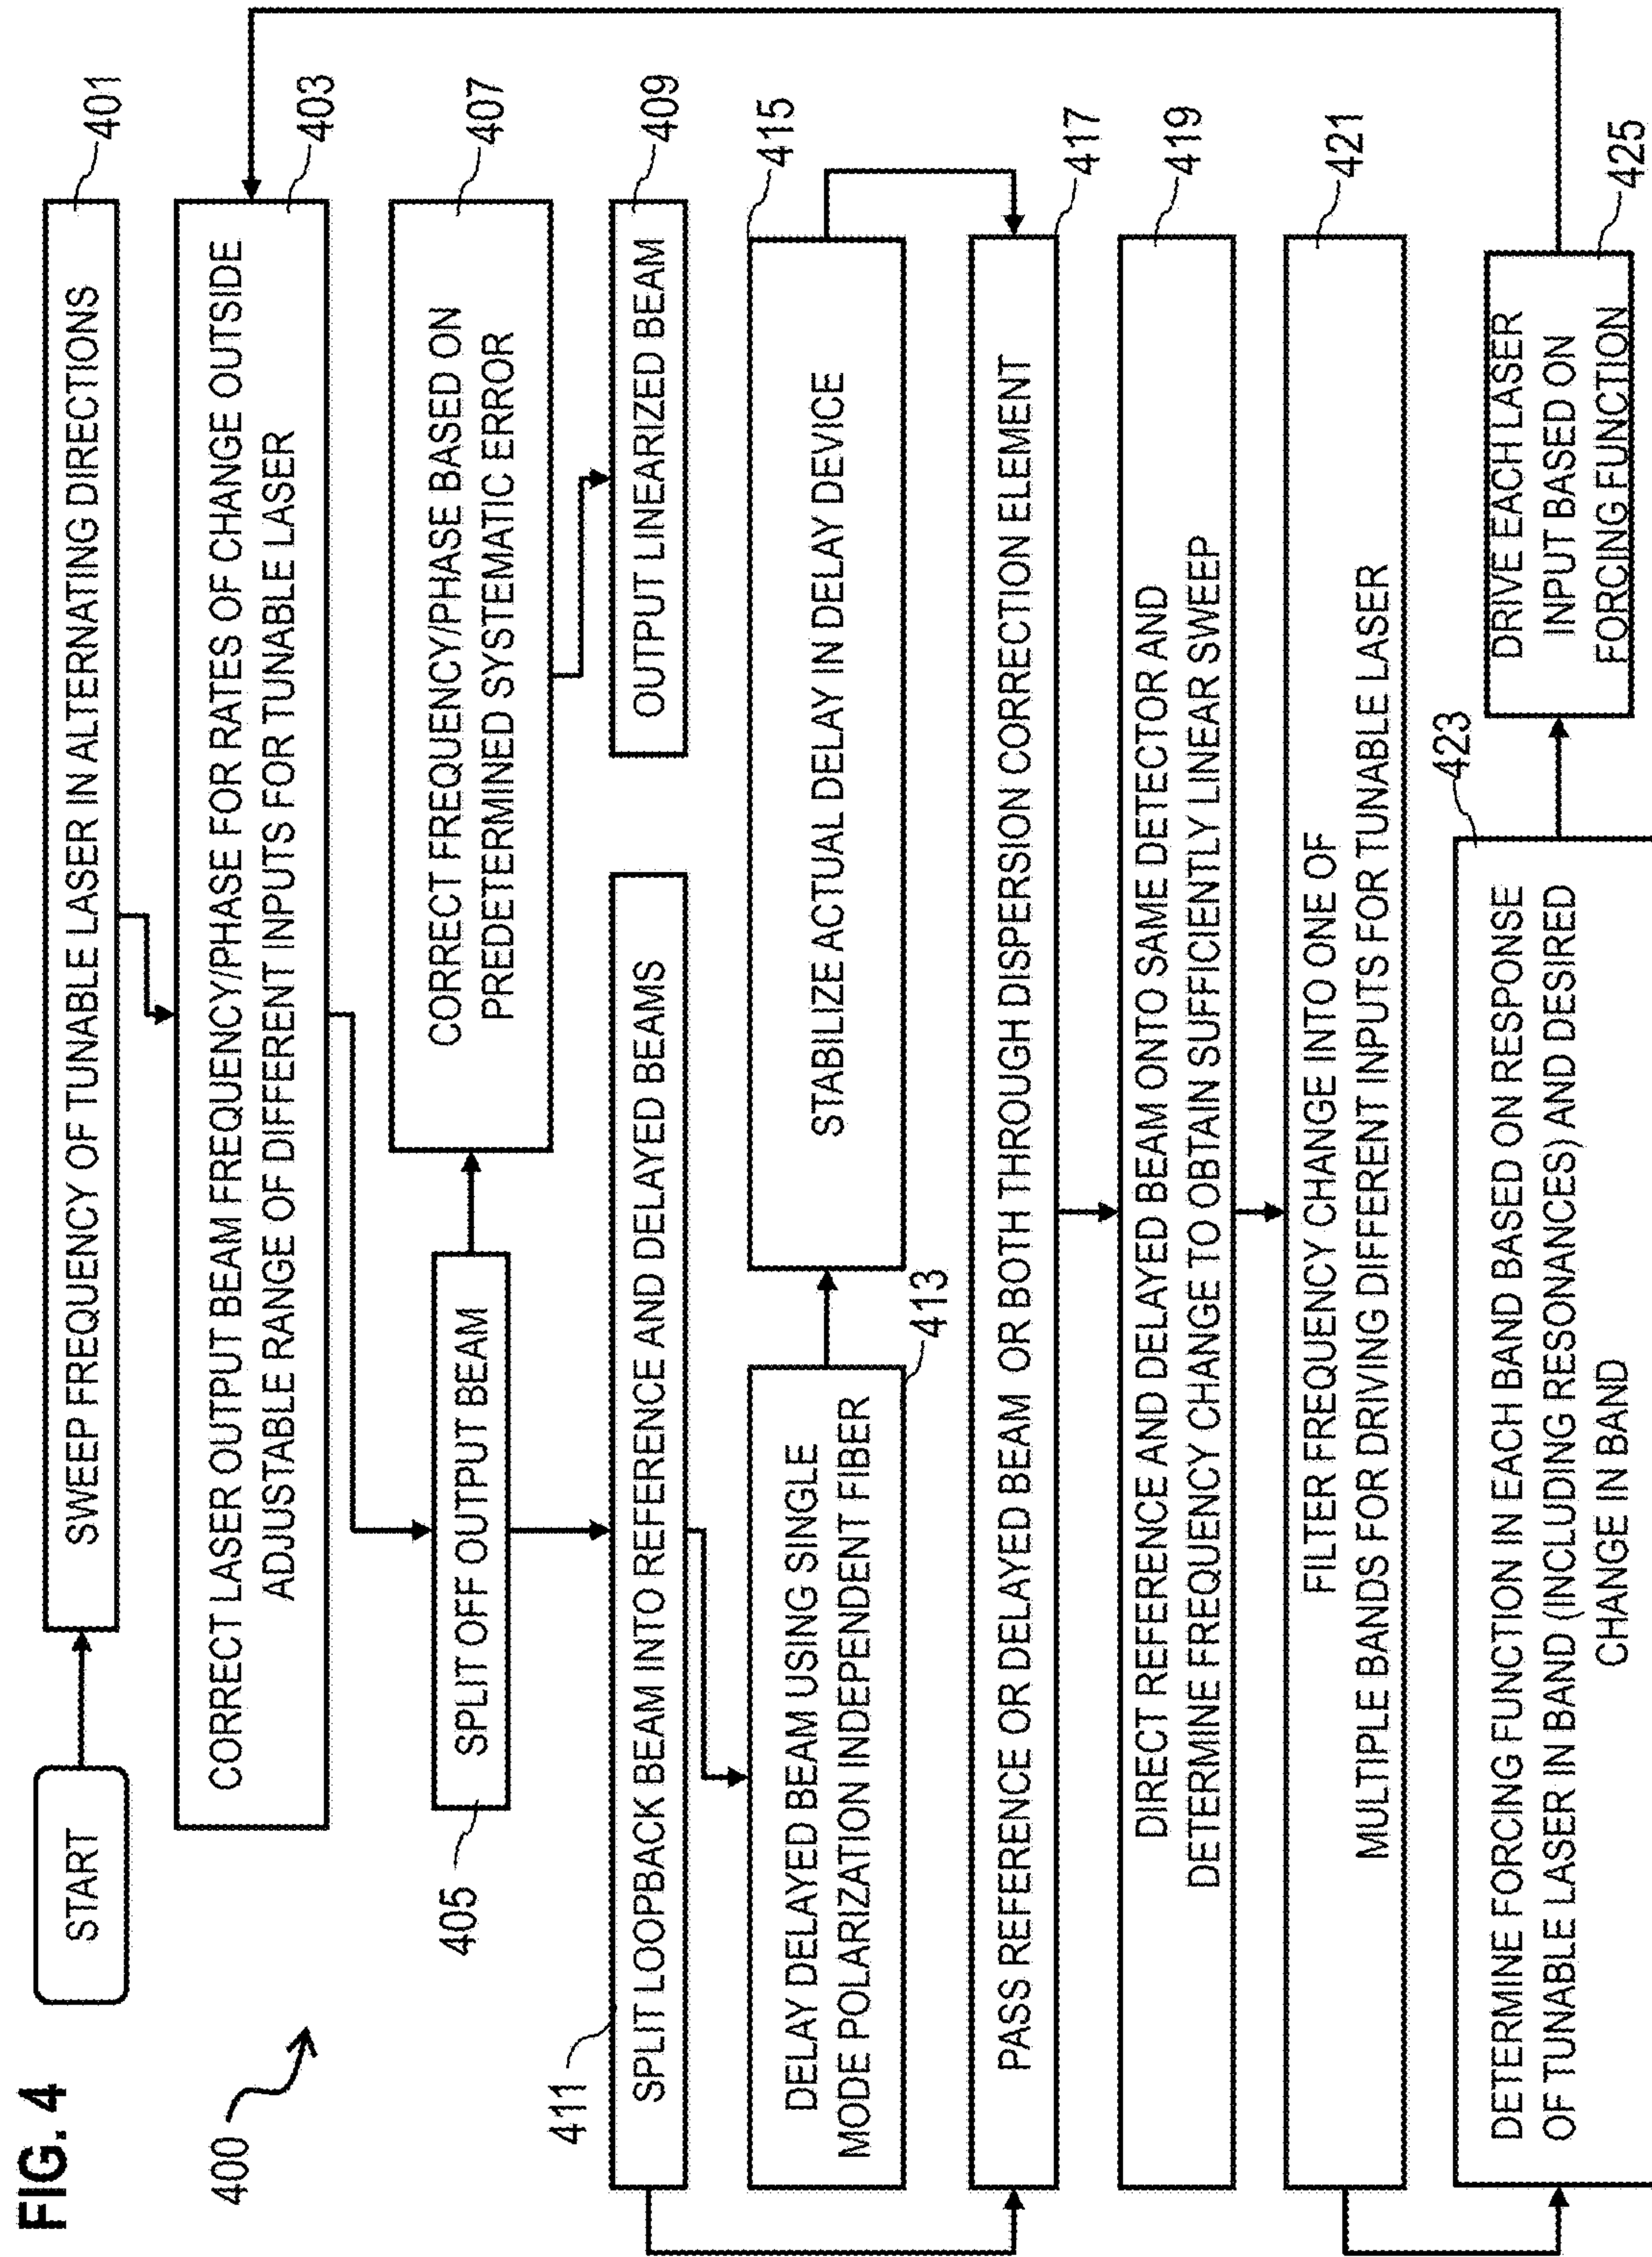 FIG. 4
400
START
SWEEP FREQUENCY OF TUNABLE LASER IN ALTERNATING DIRECTIONS
401
CORRECT LASER OUTPUT BEAM FREQUENCY/PHASE FOR RATES OF CHANGE OUTSIDE
ADJUSTABLE RANGE OF DIFFERENT INPUTS FOR TUNABLE LASER
403
405
SPLIT OFF OUTPUT BEAM
CORRECT FREQUENCY/PHASE BASED ON
PREDETERMINED SYSTEMATIC ERROR
407
OUTPUT LINEARIZED BEAM
409
411
SPLIT LOOPBACK BEAM INTO REFERENCE AND DELAYED BEAMS
DELAY DELAYED BEAM USING SINGLE
MODE POLARIZATION INDEPENDENT FIBER
413
STABILIZE ACTUAL DELAY IN DELAY DEVICE
415
PASS REFERENCE OR DELAYED BEAM OR BOTH THROUGH DISPERSION CORRECTION ELEMENT
417
DIRECT REFERENCE AND DELAYED BEAM ONTO SAME DETECTOR AND
DETERMINE FREQUENCY CHANGE TO OBTAIN SUFFICIENTLY LINEAR SWEEP
419
FILTER FREQUENCY CHANGE INTO ONE OF
MULTIPLE BANDS FOR DRIVING DIFFERENT INPUTS FOR TUNABLE LASER
421
DETERMINE FORCING FUNCTION IN EACH BAND BASED ON RESPONSE
OF TUNABLE LASER IN BAND (INCLUDING RESONANCES) AND DESIRED
CHANGE IN BAND
423
DRIVE EACH LASER
INPUT BASED ON
FORCING FUNCTION
425